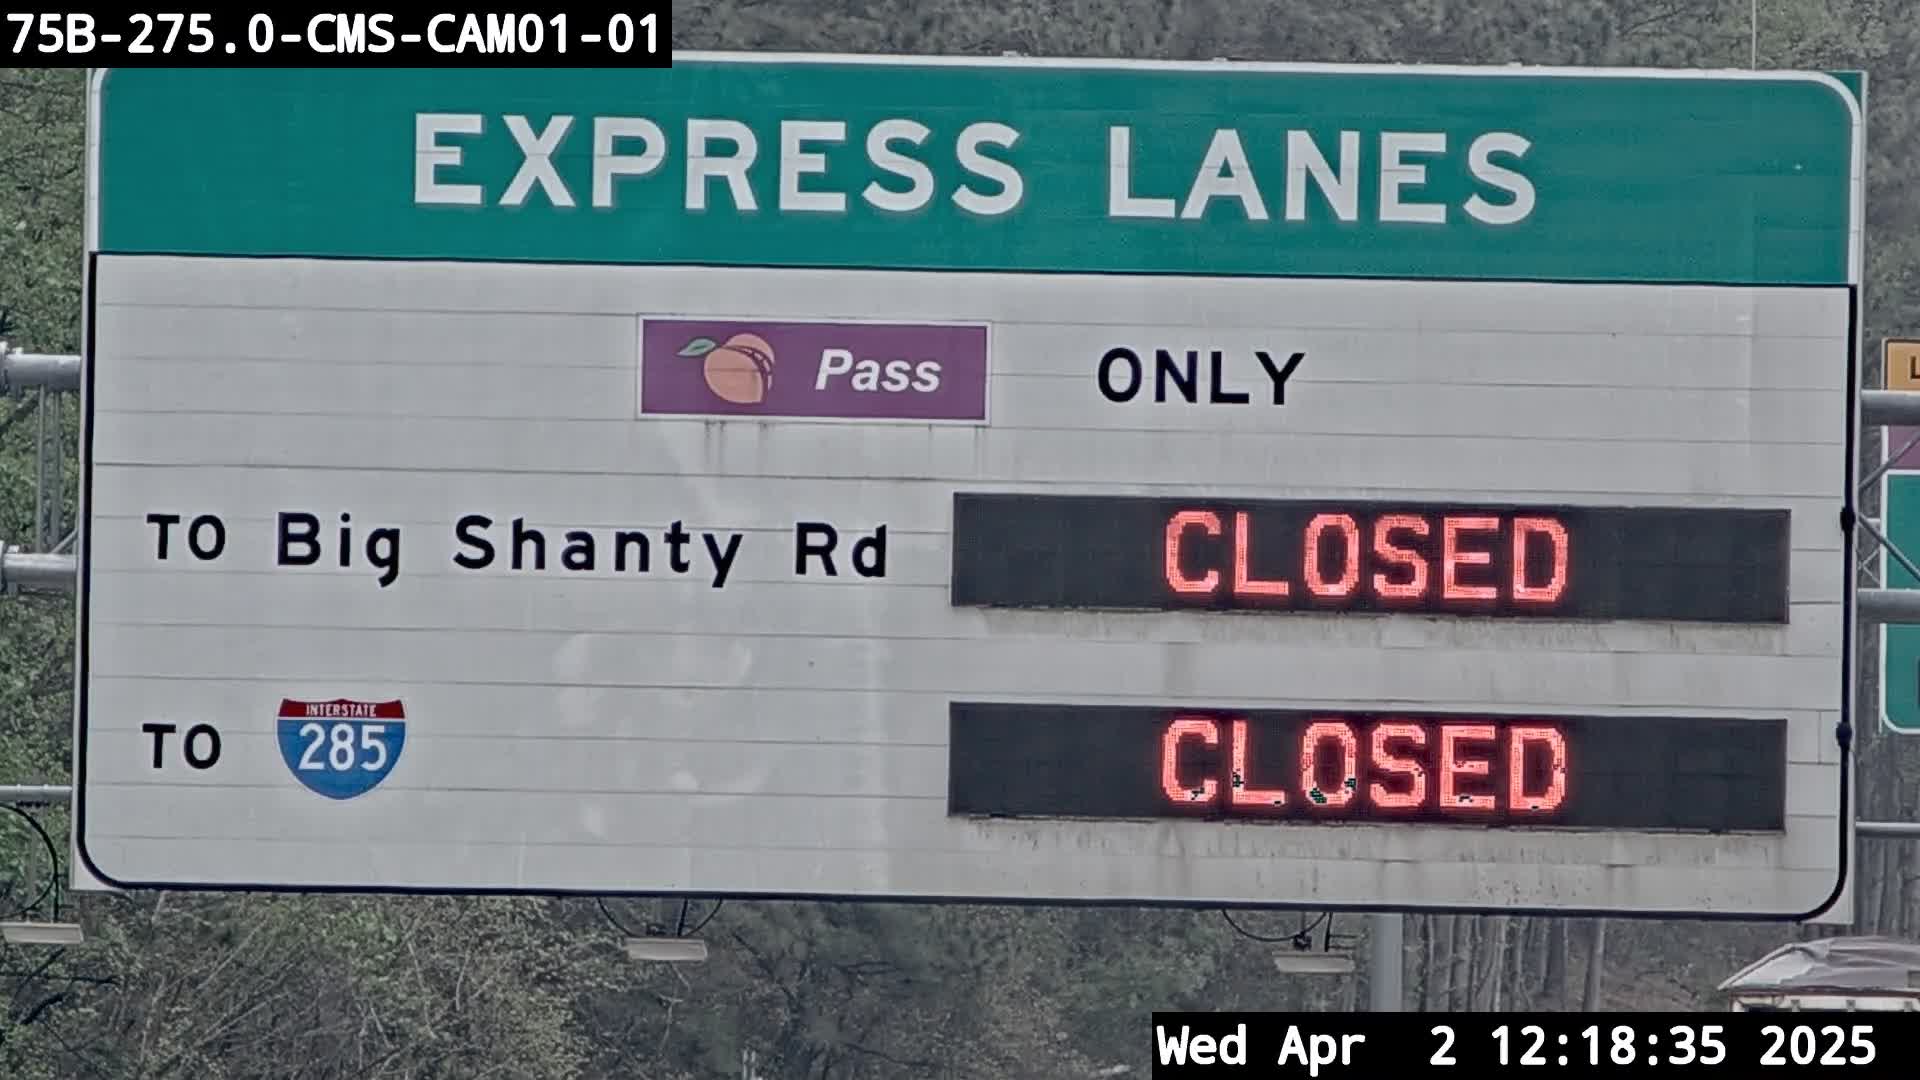 75B-275.0-CMS-CAM01-01
EXPRESS LANES
Pass ONLY
TO Big Shanty Rd CLOSED
TO INTERSTATE 285 CLOSED
Wed Apr 2 12:18:35 2025